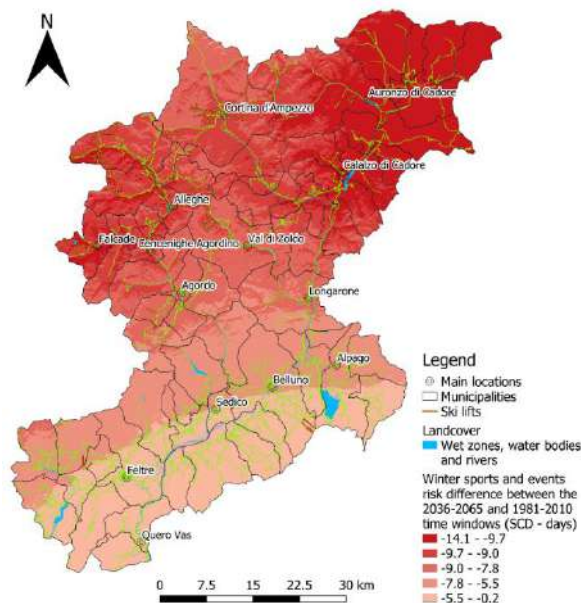 N
Auronzo di Cadore
Cortina d'Ampezzo
Calalzo di Cadore
Alleghe
Falcade
Cencenighe Agordino
Val di Zoldo
Agordo
Longarone
Alpago
Belluno
Sedico
Feltre
Quero Vas
Legend
Main locations
Municipalities
Ski lifts
Landcover
Wet zones, water bodies
and rivers
Winter sports and events
risk difference between the
2036-2065 and 1981-2010
time windows (SCD - days)
-14.1 - -9.7
-9.7 - -9.0
-9.0 - -7.8
-7.8 - -5.5
-5.5 - -0.2
0 7.5 15 22.5 30 km